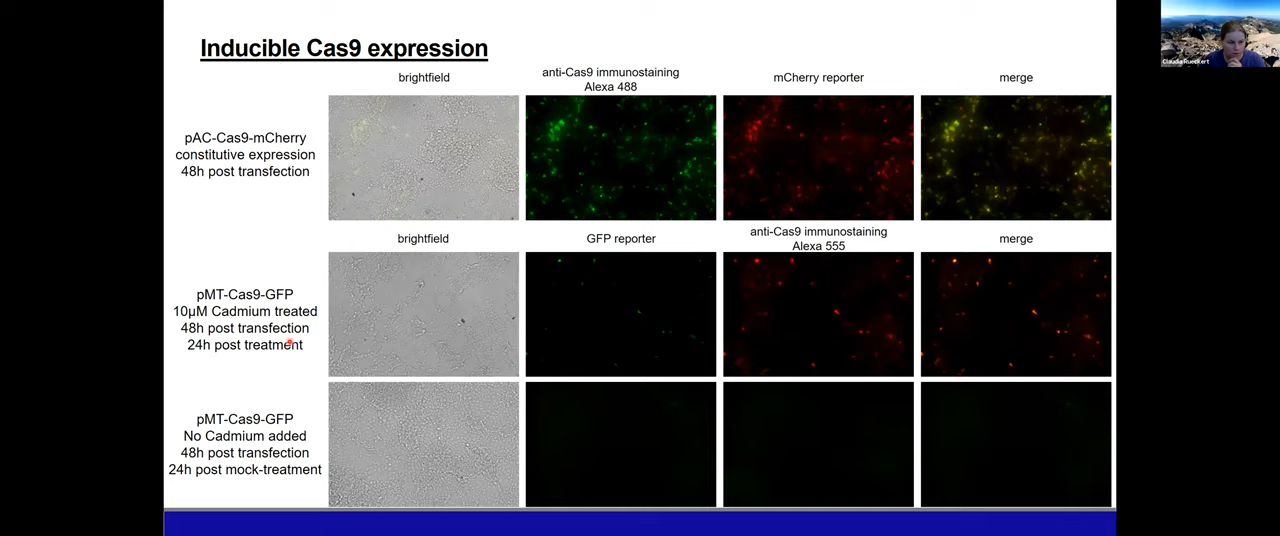 Inducible Cas9 expression
Claudia Rueckert
brightfield
anti-Cas9 immunostaining
Alexa 488
mCherry reporter
merge
pAC-Cas9-mCherry
constitutive expression
48h post transfection
brightfield
GFP reporter
anti-Cas9 immunostaining
Alexa 555
merge
pMT-Cas9-GFP
10µM Cadmium treated
48h post transfection
24h post treatment
pMT-Cas9-GFP
No Cadmium added
48h post transfection
24h post mock-treatment